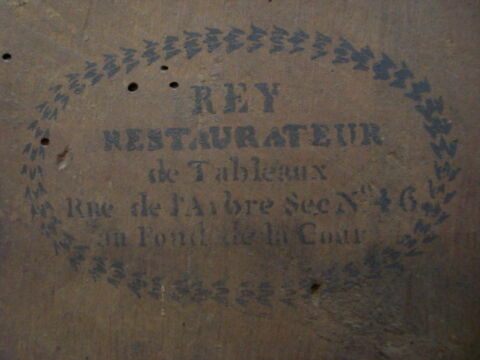 REY
RESTAURATEUR
de Tableaux
Rue de l'Arbre Sec No. 46
au Fond de la Cour